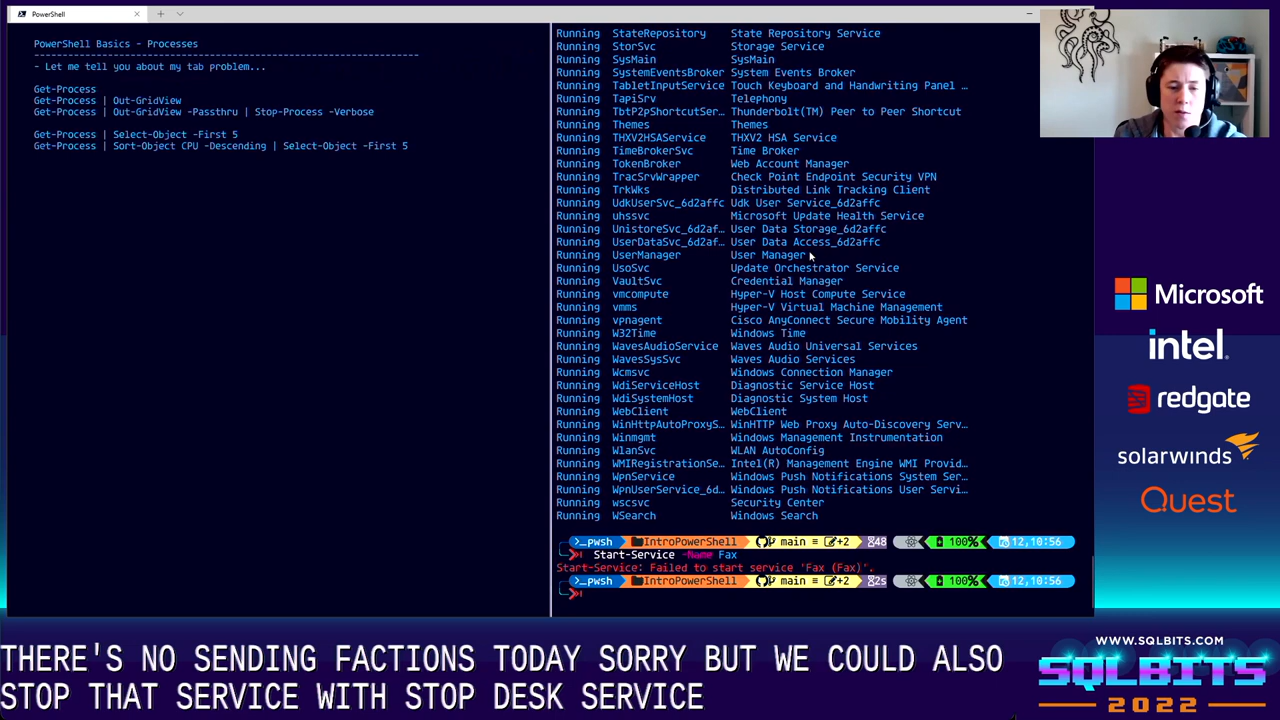 PowerShell
PowerShell Basics - Processes
- Let me tell you about my tab problem...
Get-Process
Get-Process | Out-GridView
Get-Process | Out-GridView -Passthru | Stop-Process -Verbose
Get-Process | Select-Object -First 5
Get-Process | Sort-Object CPU -Descending | Select-Object -First 5
Running StateRepository State Repository Service
Running StorSvc Storage Service
Running SysMain SysMain
Running SystemEventsBroker System Events Broker
Running TabletInputService Touch Keyboard and Handwriting Panel …
Running TapiSrv Telephony
Running TbtP2pShortcutSer… Thunderbolt(TM) Peer to Peer Shortcut
Running Themes Themes
Running THXV2HSAService THXV2 HSA Service
Running TimeBrokerSvc Time Broker
Running TokenBroker Web Account Manager
Running TracSrvWrapper Check Point Endpoint Security VPN
Running TrkWks Distributed Link Tracking Client
Running UdkUserSvc_6d2affc Udk User Service_6d2affc
Running uhssvc Microsoft Update Health Service
Running UnistoreSvc_6d2af… User Data Storage_6d2affc
Running UserDataSvc_6d2af… User Data Access_6d2affc
Running UserManager User Manager
Running UsoSvc Update Orchestrator Service
Running VaultSvc Credential Manager
Running vmcompute Hyper-V Host Compute Service
Running vmms Hyper-V Virtual Machine Management
Running vpnagent Cisco AnyConnect Secure Mobility Agent
Running W32Time Windows Time
Running WavesAudioService Waves Audio Universal Services
Running WavesSysSvc Waves Audio Services
Running Wcmsvc Windows Connection Manager
Running WdiServiceHost Diagnostic Service Host
Running WdiSystemHost Diagnostic System Host
Running WebClient WebClient
Running WinHttpAutoProxyS… WinHTTP Web Proxy Auto-Discovery Serv…
Running Winmgmt Windows Management Instrumentation
Running WlanSvc WLAN AutoConfig
Running WMIRegistrationSe… Intel(R) Management Engine WMI Provid…
Running WpnService Windows Push Notifications System Ser…
Running WpnUserService_6d… Windows Push Notifications User Servi…
Running wscsvc Security Center
Running WSearch Windows Search
>_pwsh IntroPowerShell main ≡ +2 48 100% 12,10:56
Start-Service -Name Fax
Start-Service: Failed to start service 'Fax (Fax)'.
>_pwsh IntroPowerShell main ≡ +2 2s 100% 12,10:56
Microsoft
intel.
redgate
solarwinds
Quest
THERE'S NO SENDING FACTIONS TODAY SORRY BUT WE COULD ALSO
STOP THAT SERVICE WITH STOP DESK SERVICE
WWW.SQLBITS.COM
SQLBITS
2022